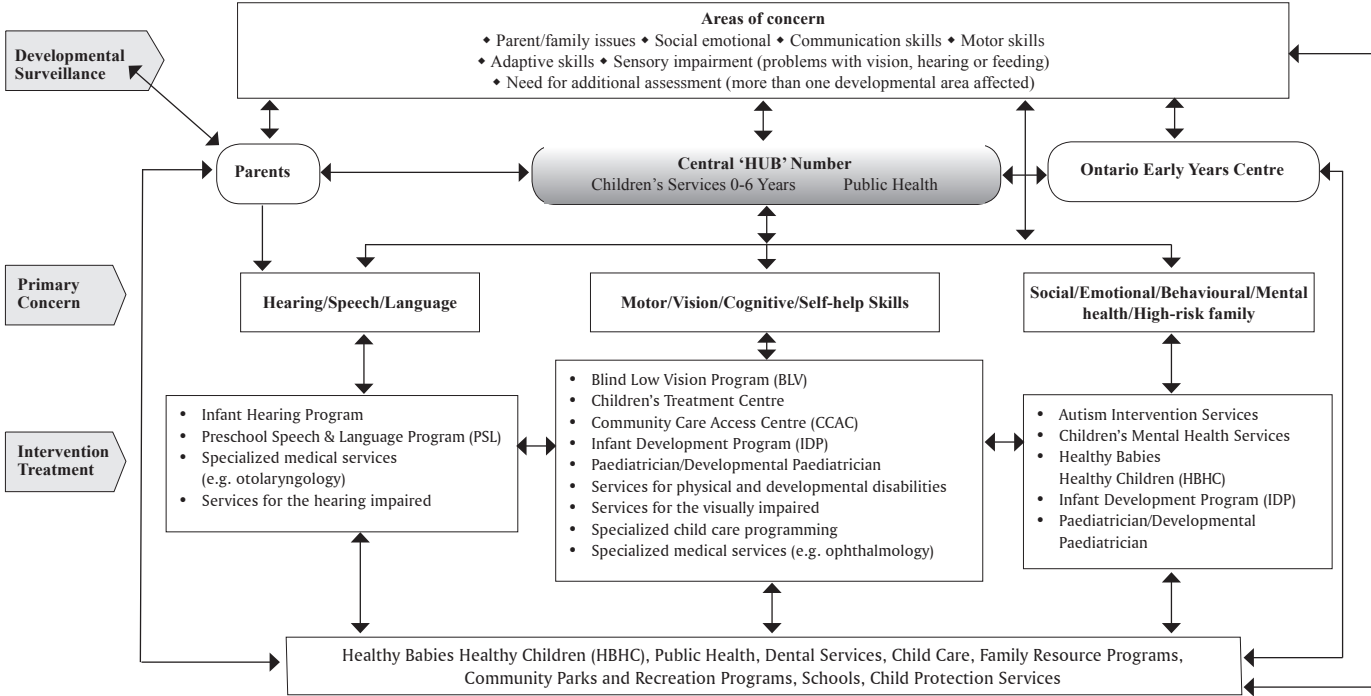 Areas of concern
◆ Parent/family issues ◆ Social emotional ◆ Communication skills ◆ Motor skills
◆ Adaptive skills ◆ Sensory impairment (problems with vision, hearing or feeding)
◆ Need for additional assessment (more than one developmental area affected)
Developmental
Surveillance
Parents
Central ‘HUB’ Number
Children’s Services 0-6 Years Public Health
Ontario Early Years Centre
Primary
Concern
Hearing/Speech/Language
Motor/Vision/Cognitive/Self-help Skills
Social/Emotional/Behavioural/Mental
health/High-risk family
Intervention
Treatment
• Infant Hearing Program
• Preschool Speech & Language Program (PSL)
• Specialized medical services
(e.g. otolaryngology)
• Services for the hearing impaired
• Blind Low Vision Program (BLV)
• Children’s Treatment Centre
• Community Care Access Centre (CCAC)
• Infant Development Program (IDP)
• Paediatrician/Developmental Paediatrician
• Services for physical and developmental disabilities
• Services for the visually impaired
• Specialized child care programming
• Specialized medical services (e.g. ophthalmology)
• Autism Intervention Services
• Children’s Mental Health Services
• Healthy Babies
Healthy Children (HBHC)
• Infant Development Program (IDP)
• Paediatrician/Developmental
Paediatrician
Healthy Babies Healthy Children (HBHC), Public Health, Dental Services, Child Care, Family Resource Programs,
Community Parks and Recreation Programs, Schools, Child Protection Services